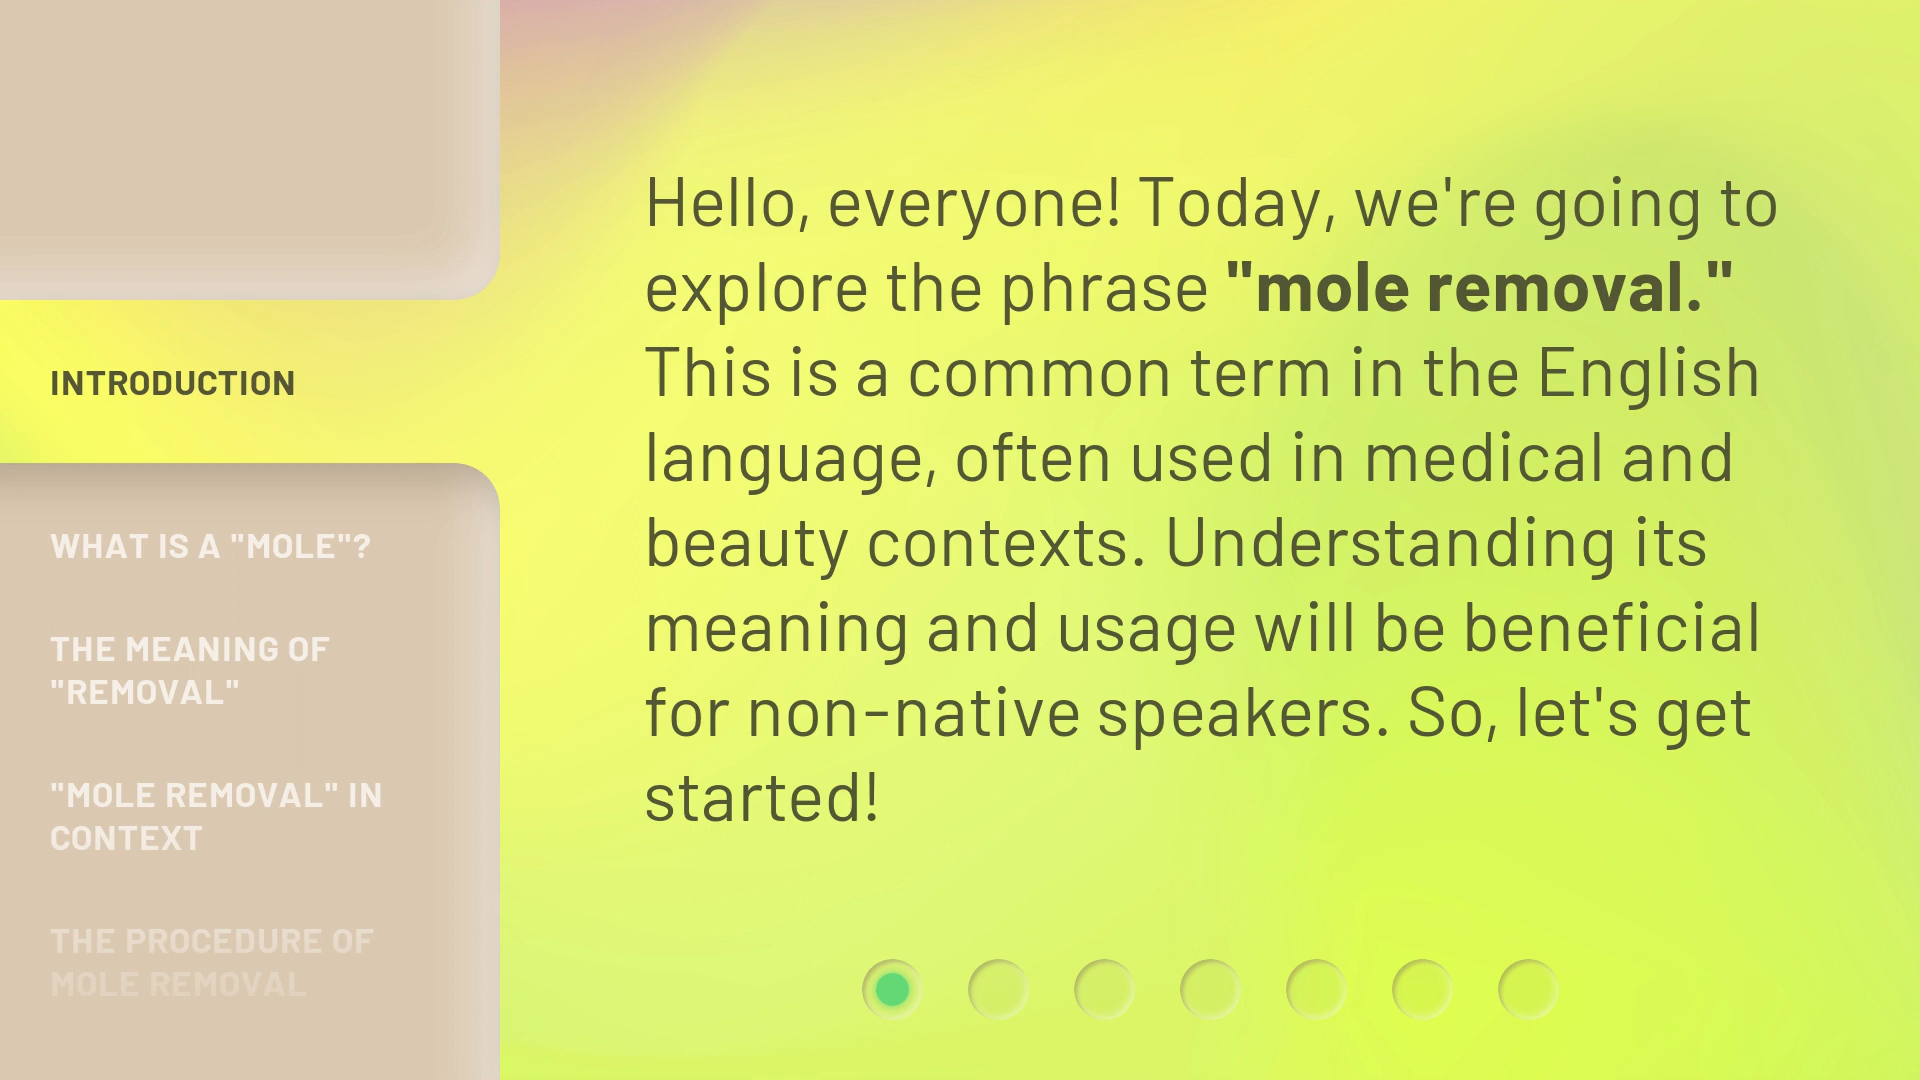 INTRODUCTION
WHAT IS A "MOLE"?
THE MEANING OF
"REMOVAL"
"MOLE REMOVAL" IN
CONTEXT
THE PROCEDURE OF
MOLE REMOVAL
Hello, everyone! Today, we're going to
explore the phrase "mole removal."
This is a common term in the English
language, often used in medical and
beauty contexts. Understanding its
meaning and usage will be beneficial
for non-native speakers. So, let's get
started!